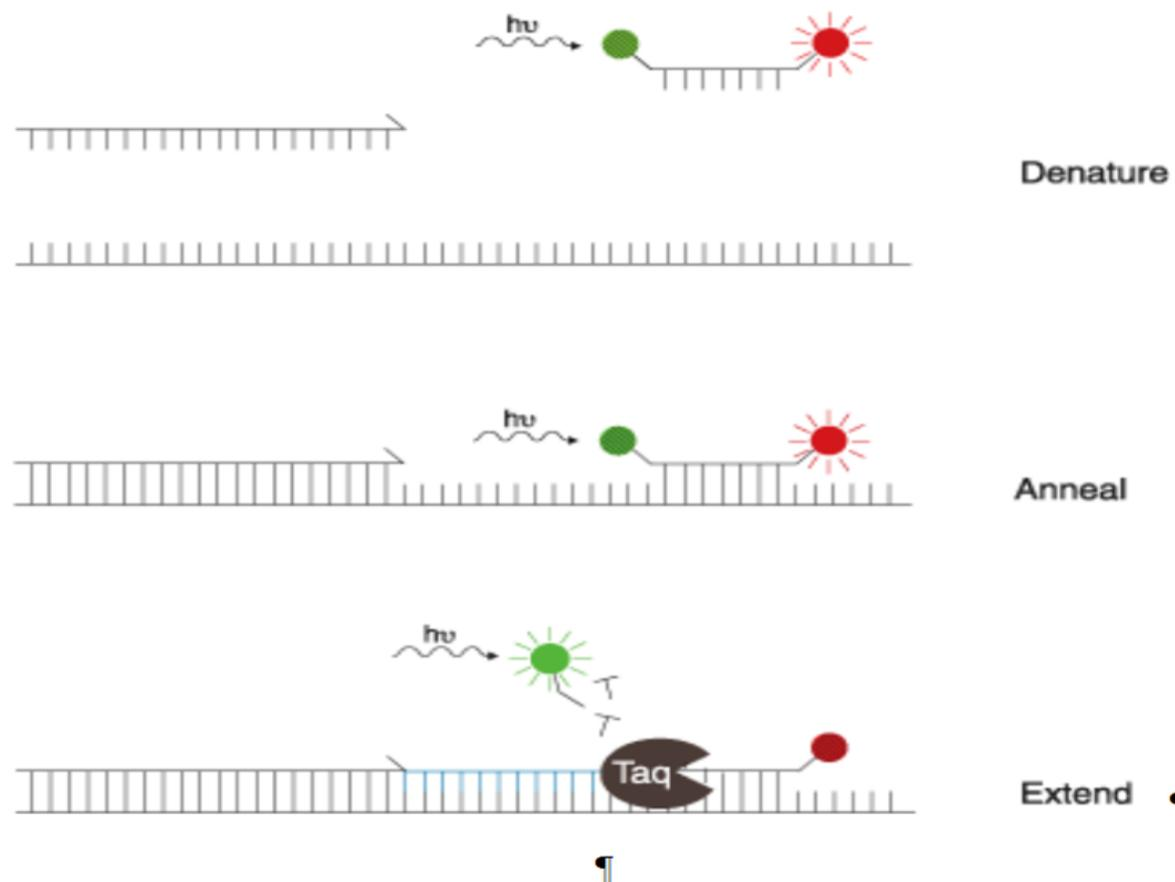 hυ
Denature
hυ
Anneal
hυ
Taq
Extend
¶